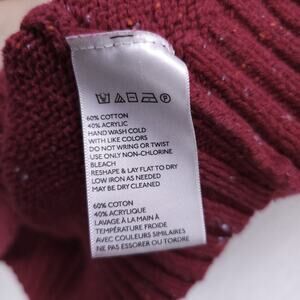 60% COTTON
40% ACRYLIC
HAND WASH COLD
WITH LIKE COLORS
DO NOT WRING OR TWIST
USE ONLY NON-CHLORINE
BLEACH
RESHAPE & LAY FLAT TO DRY
LOW IRON AS NEEDED
MAY BE DRY CLEANED
60% COTON
40% ACRYLIQUE
LAVAGE À LA MAIN À
TEMPÉRATURE FROIDE
AVEC COULEURS SIMILAIRES
NE PAS ESSORER OU TORDRE